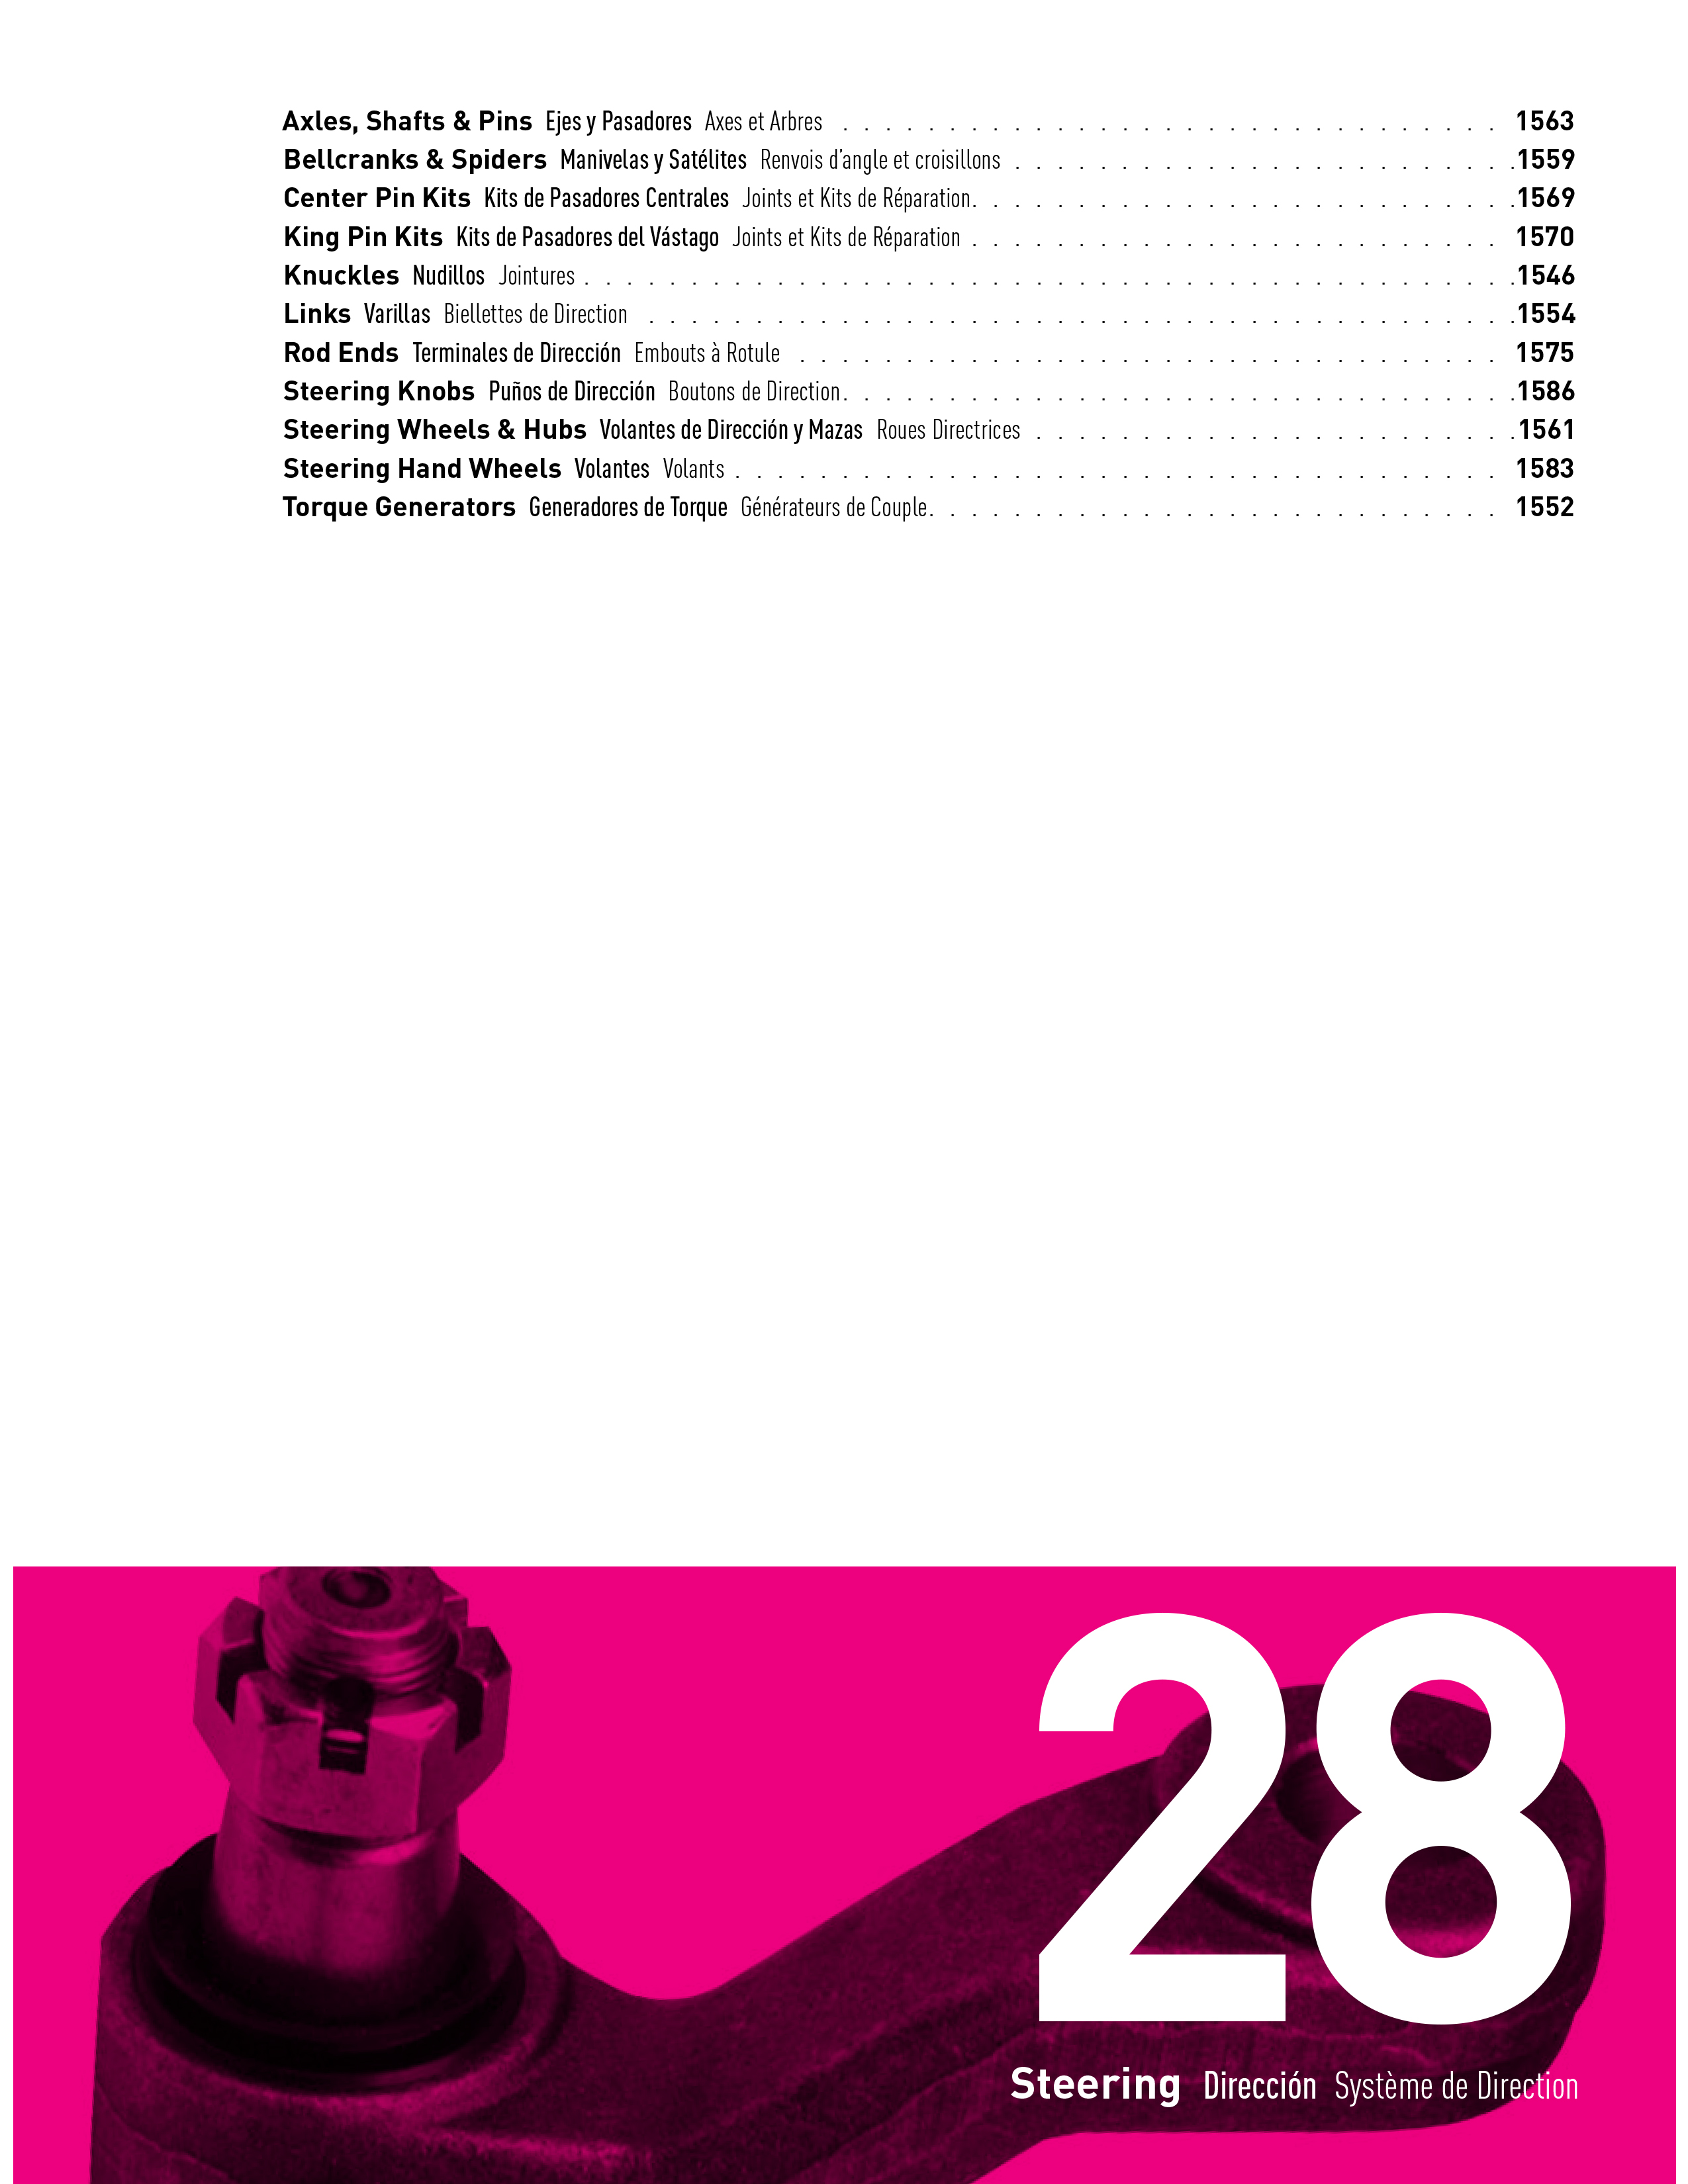 Axles, Shafts & Pins Ejes y Pasadores Axes et Arbres . . . . . . . . . . . . . . . . . . . . . . . . . . . . . . . 1563
Bellcranks & Spiders Manivelas y Satélites Renvois d’angle et croisillons . . . . . . . . . . . . . . . . . . . . . . . .1559
Center Pin Kits Kits de Pasadores Centrales Joints et Kits de Réparation. . . . . . . . . . . . . . . . . . . . . . . . . .1569
King Pin Kits Kits de Pasadores del Vástago Joints et Kits de Réparation . . . . . . . . . . . . . . . . . . . . . . . . . 1570
Knuckles Nudillos Jointures . . . . . . . . . . . . . . . . . . . . . . . . . . . . . . . . . . . . . . . . . . . .1546
Links Varillas Biellettes de Direction . . . . . . . . . . . . . . . . . . . . . . . . . . . . . . . . . . . . . . . . .1554
Rod Ends Terminales de Dirección Embouts à Rotule . . . . . . . . . . . . . . . . . . . . . . . . . . . . . . . . . 1575
Steering Knobs Puños de Dirección Boutons de Direction. . . . . . . . . . . . . . . . . . . . . . . . . . . . . . . .1586
Steering Wheels & Hubs Volantes de Dirección y Mazas Roues Directrices . . . . . . . . . . . . . . . . . . . . . . .1561
Steering Hand Wheels Volantes Volants . . . . . . . . . . . . . . . . . . . . . . . . . . . . . . . . . . . . 1583
Torque Generators Generadores de Torque Générateurs de Couple. . . . . . . . . . . . . . . . . . . . . . . . . . . 1552
28
Steering Dirección Système de Direction